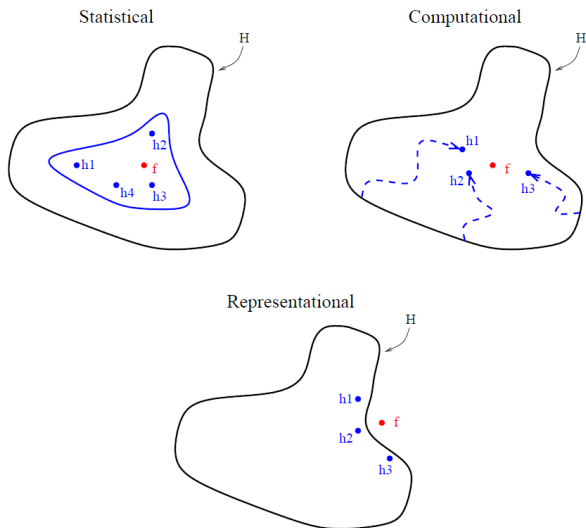 Statistical
H
h2
h1
f
h4
h3
Computational
H
h1
f
h2
h3
Representational
H
h1
f
h2
h3